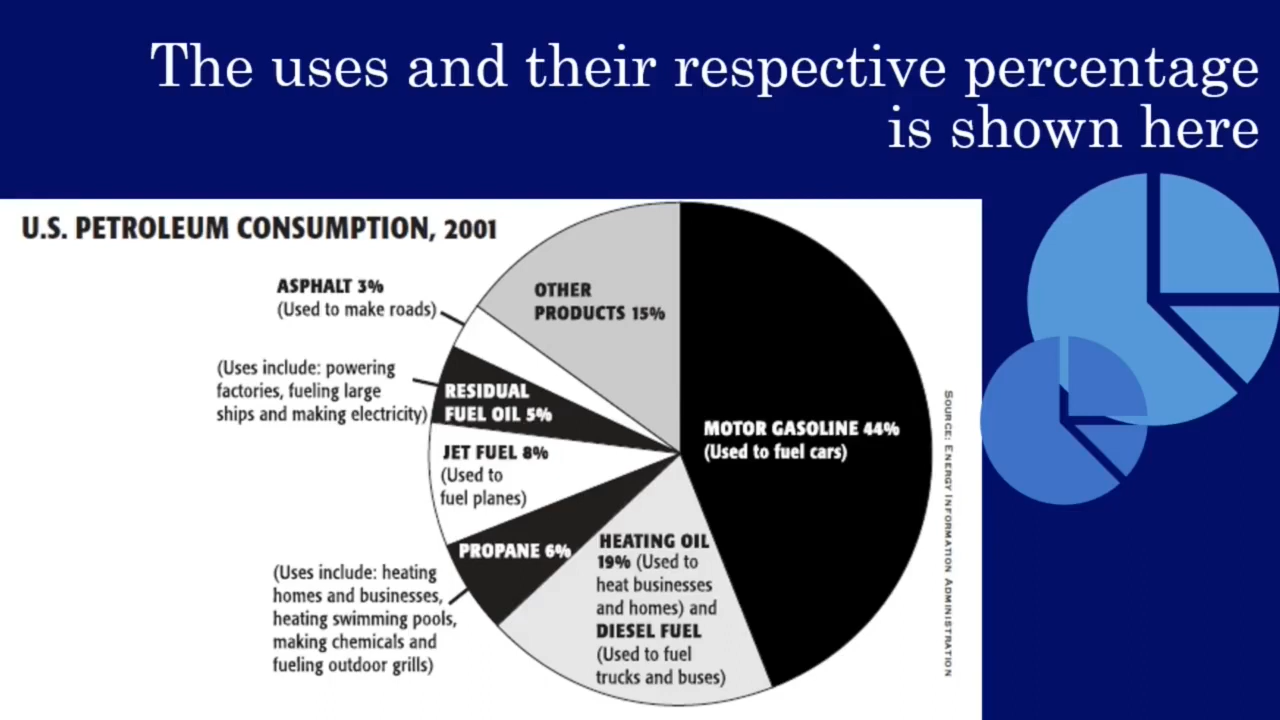 The uses and their respective percentage
is shown here
U.S. PETROLEUM CONSUMPTION, 2001
ASPHALT 3%
(Used to make roads)
OTHER
PRODUCTS 15%
(Uses include: powering
factories, fueling large
ships and making electricity)
RESIDUAL
FUEL OIL 5%
MOTOR GASOLINE 44%
(Used to fuel cars)
JET FUEL 8%
(Used to
fuel planes)
PROPANE 6%
(Uses include: heating
homes and businesses,
heating swimming pools,
making chemicals and
fueling outdoor grills)
HEATING OIL
19% (Used to
heat businesses
and homes) and
DIESEL FUEL
(Used to fuel
trucks and buses)
SOURCE: ENERGY INFORMATION ADMINISTRATION